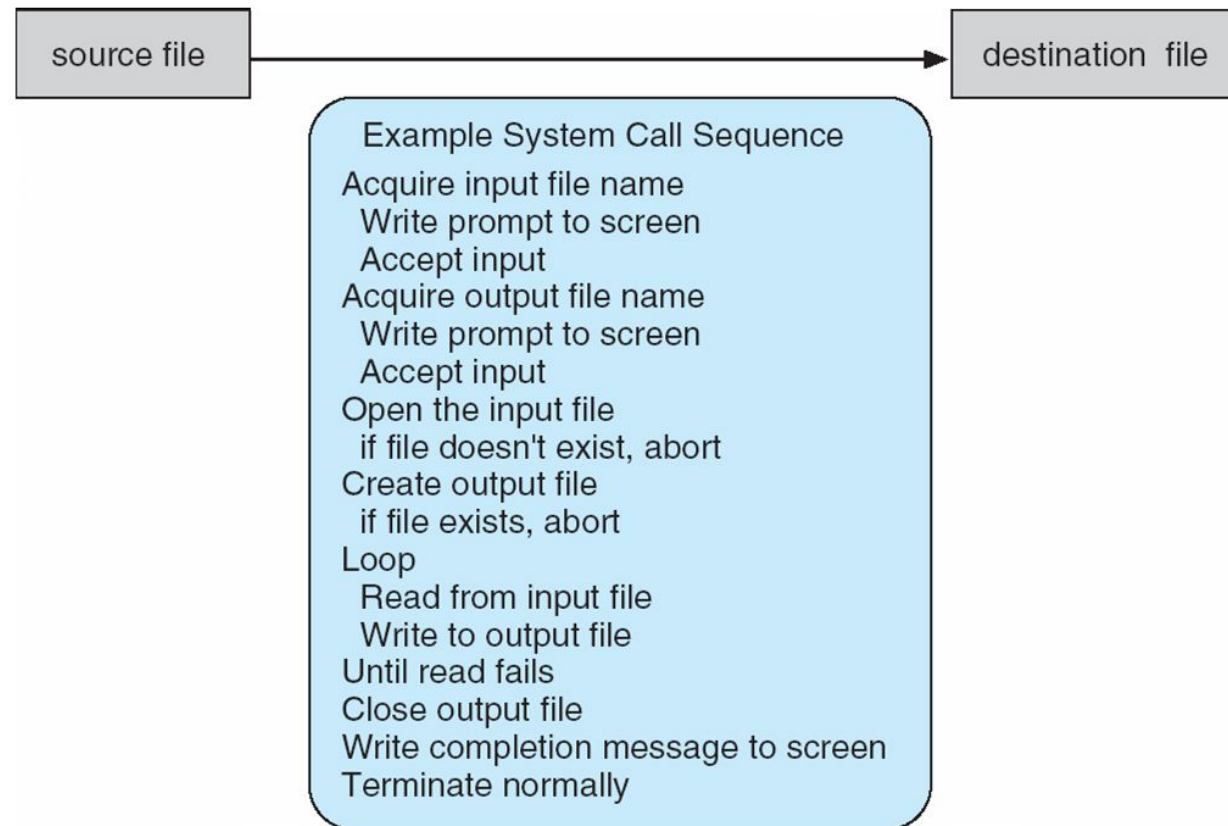 source file
destination file
Example System Call Sequence
Acquire input file name
Write prompt to screen
Accept input
Acquire output file name
Write prompt to screen
Accept input
Open the input file
if file doesn't exist, abort
Create output file
if file exists, abort
Loop
Read from input file
Write to output file
Until read fails
Close output file
Write completion message to screen
Terminate normally